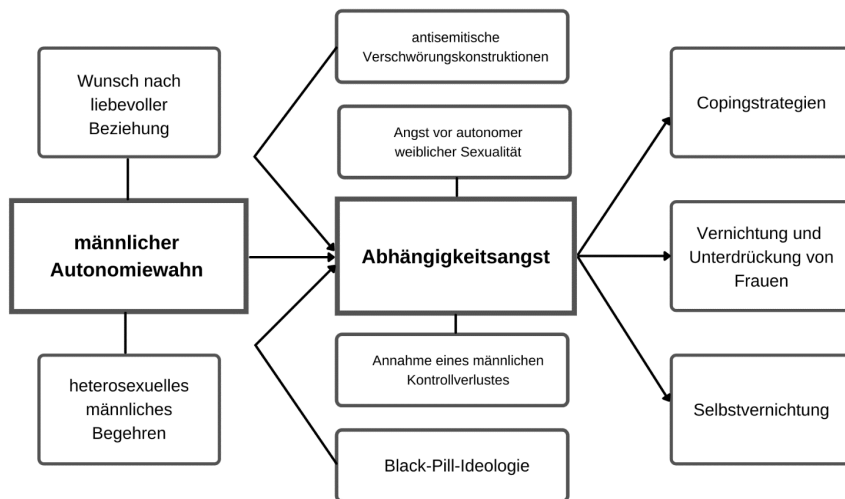 Wunsch nach
liebevoller
Beziehung
männlicher
Autonomiewahn
heterosexuelles
männliches
Begehren
antisemitische
Verschwörungskonstruktionen
Angst vor autonomer
weiblicher Sexualität
Abhängigkeitsangst
Annahme eines männlichen
Kontrollverlustes
Black-Pill-Ideologie
Copingstrategien
Vernichtung und
Unterdrückung von
Frauen
Selbstvernichtung